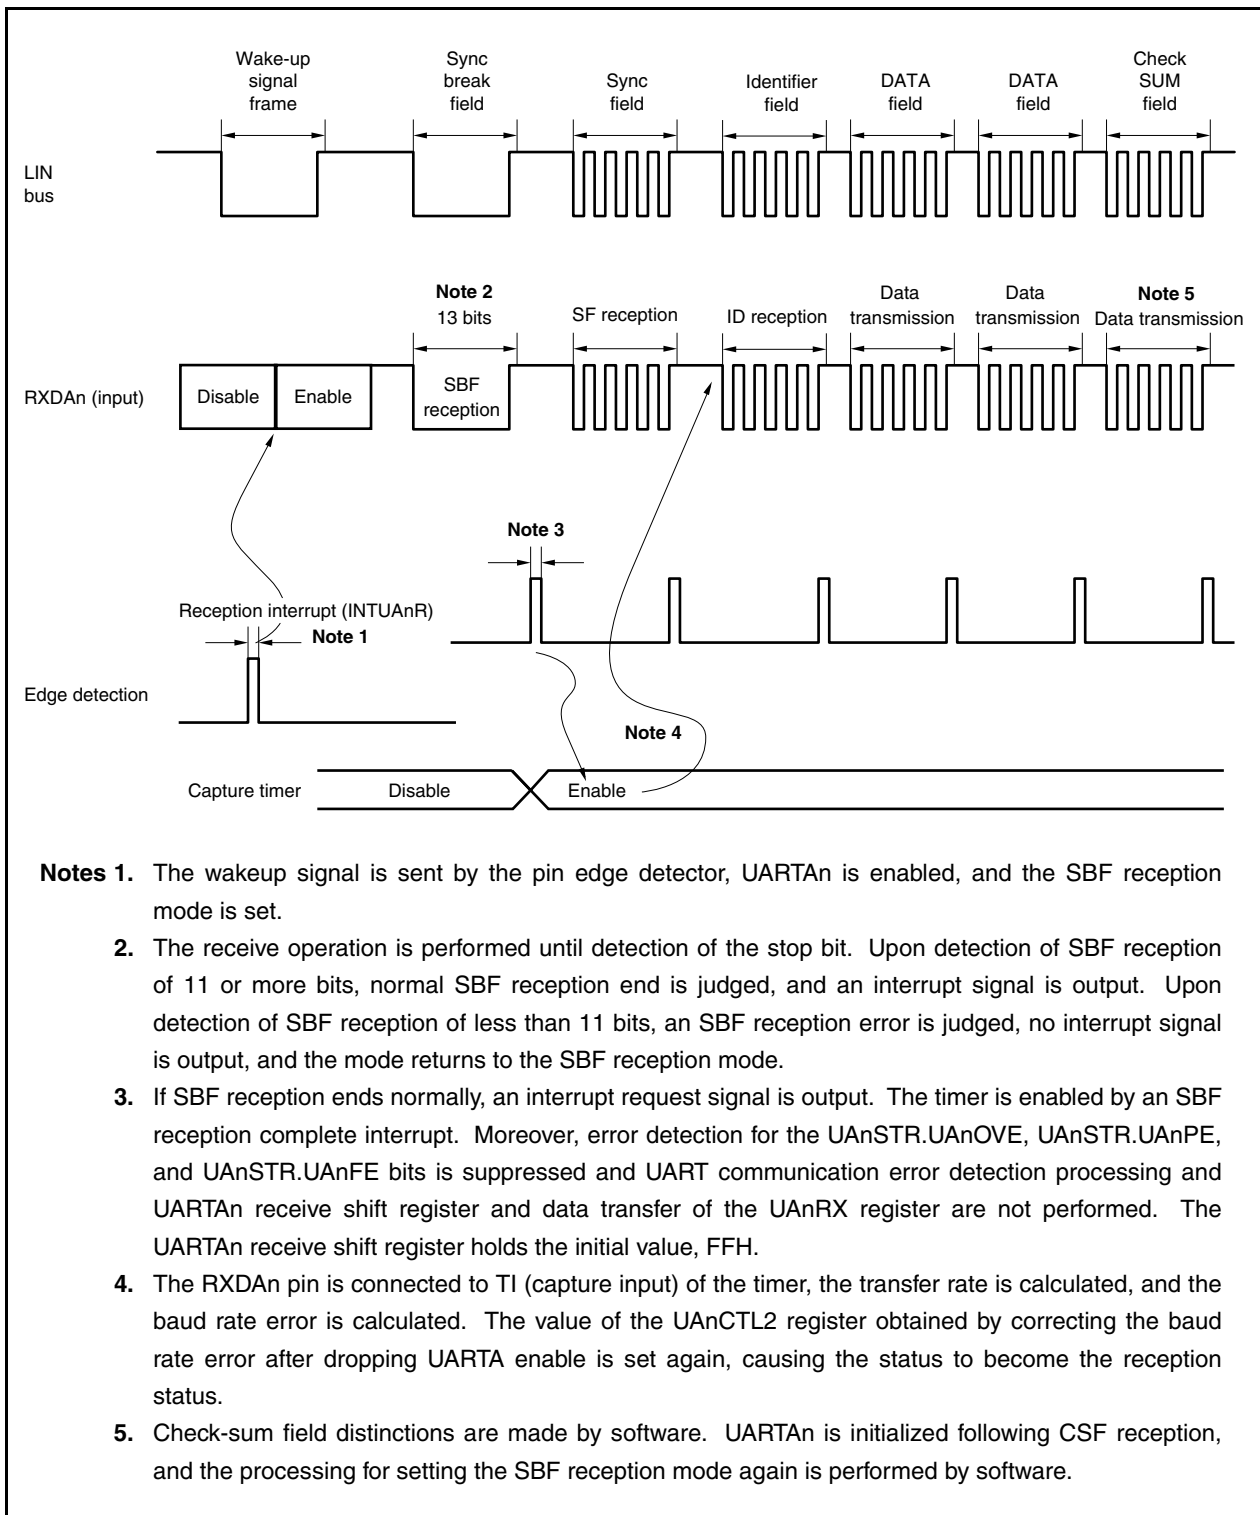 Wake-up
signal
frame
Sync
break
field
Sync
field
Identifier
field
DATA
field
DATA
field
Check
SUM
field
LIN
bus
Note 2
13 bits
SF reception
ID reception
Data
transmission
Data
transmission
Note 5
Data transmission
RXDAn (input)
Disable
Enable
SBF
reception
Note 3
Reception interrupt (INTUAnR)
Note 1
Edge detection
Note 4
Capture timer
Disable
Enable
Notes 1. The wakeup signal is sent by the pin edge detector, UARTAn is enabled, and the SBF reception
mode is set.
2. The receive operation is performed until detection of the stop bit. Upon detection of SBF reception
of 11 or more bits, normal SBF reception end is judged, and an interrupt signal is output. Upon
detection of SBF reception of less than 11 bits, an SBF reception error is judged, no interrupt signal
is output, and the mode returns to the SBF reception mode.
3. If SBF reception ends normally, an interrupt request signal is output. The timer is enabled by an SBF
reception complete interrupt. Moreover, error detection for the UAnSTR.UAnOVE, UAnSTR.UAnPE,
and UAnSTR.UAnFE bits is suppressed and UART communication error detection processing and
UARTAn receive shift register and data transfer of the UAnRX register are not performed. The
UARTAn receive shift register holds the initial value, FFH.
4. The RXDAn pin is connected to TI (capture input) of the timer, the transfer rate is calculated, and the
baud rate error is calculated. The value of the UAnCTL2 register obtained by correcting the baud
rate error after dropping UARTA enable is set again, causing the status to become the reception
status.
5. Check-sum field distinctions are made by software. UARTAn is initialized following CSF reception,
and the processing for setting the SBF reception mode again is performed by software.